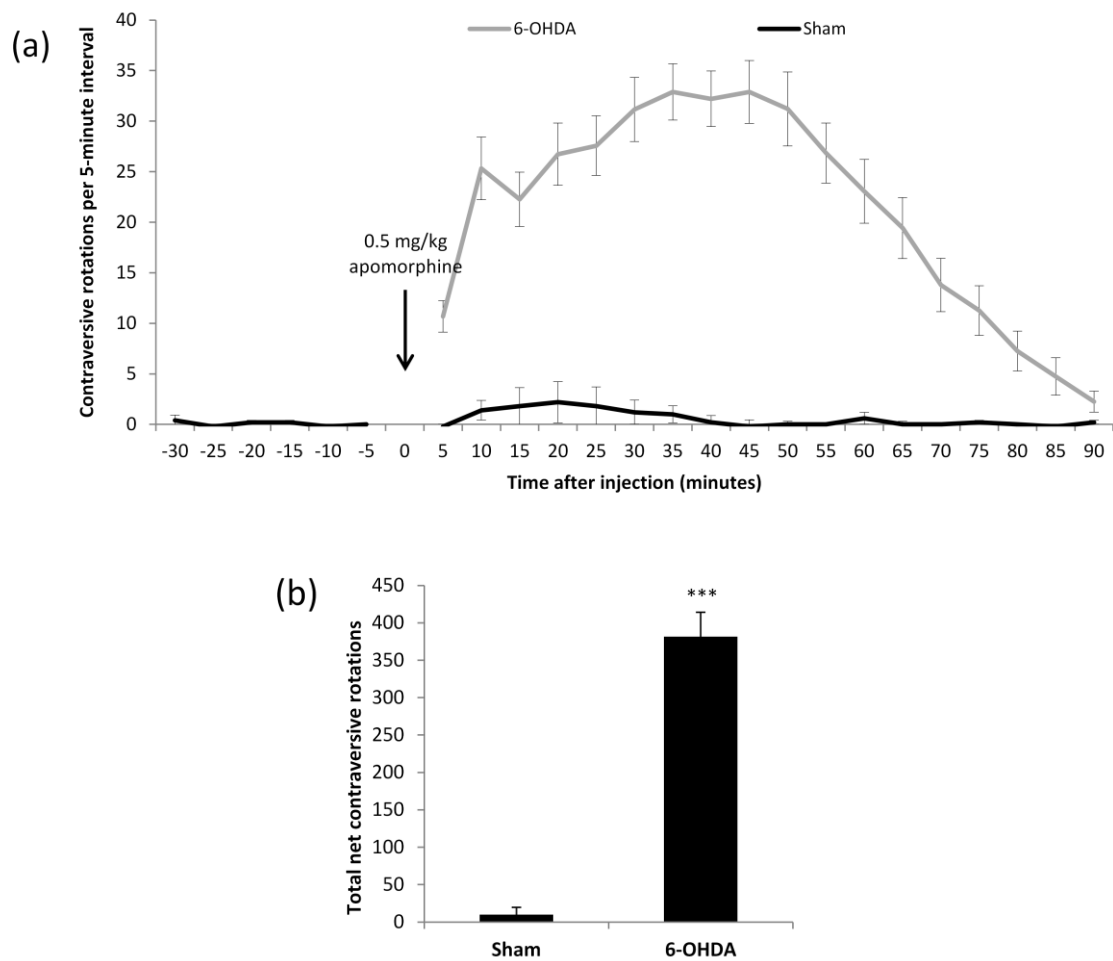 (a)
Contraversive rotations per 5-minute interval
40
35
30
25
20
15
10
5
0
6-OHDA Sham
0.5 mg/kg
apomorphine
-30 -25 -20 -15 -10 -5 0 5 10 15 20 25 30 35 40 45 50 55 60 65 70 75 80 85 90
Time after injection (minutes)
(b)
Total net contraversive rotations
450
400
350
300
250
200
150
100
50
0
***
Sham 6-OHDA